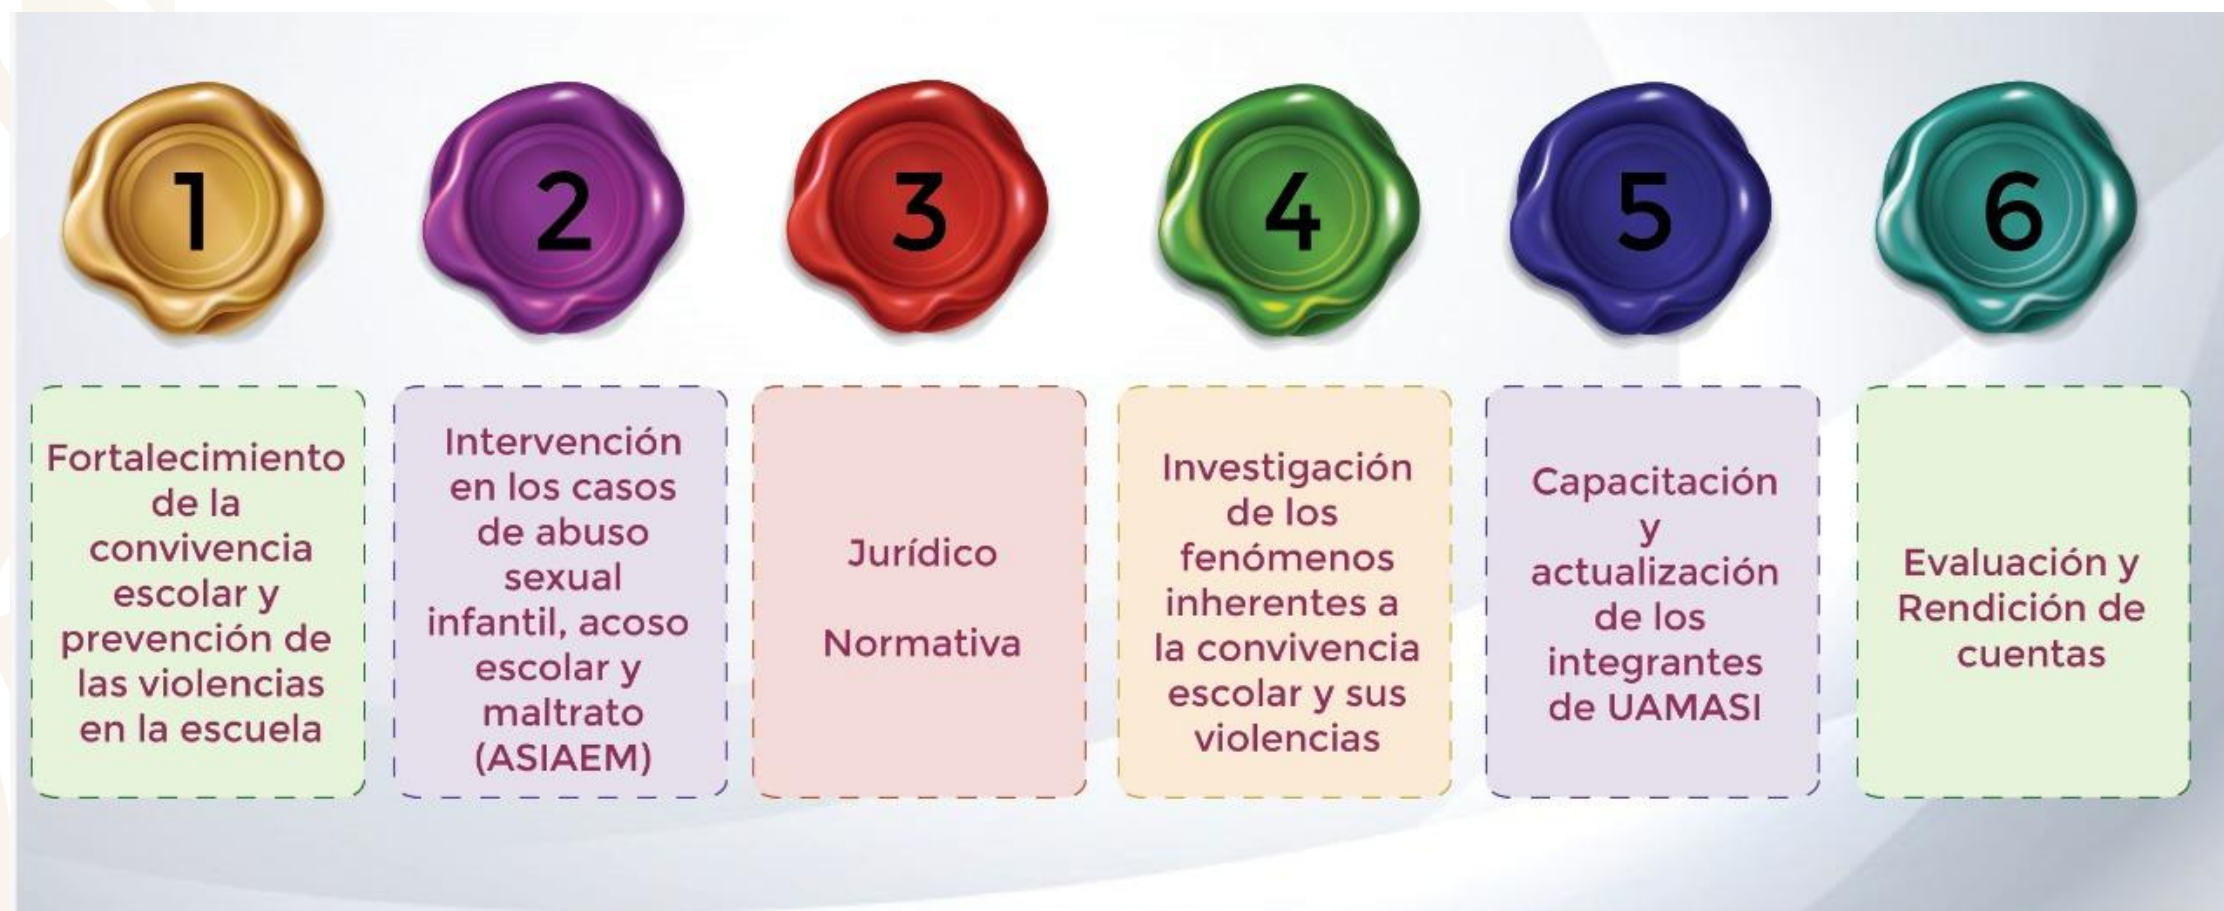 1
Fortalecimiento
de la
convivencia
escolar y
prevención de
las violencias
en la escuela
2
Intervención
en los casos
de abuso
sexual
infantil, acoso
escolar y
maltrato
(ASIAEM)
3
Jurídico
Normativa
4
Investigación
de los
fenómenos
inherentes a
la convivencia
escolar y sus
violencias
5
Capacitación
y
actualización
de los
integrantes
de UAMASI
6
Evaluación y
Rendición de
cuentas